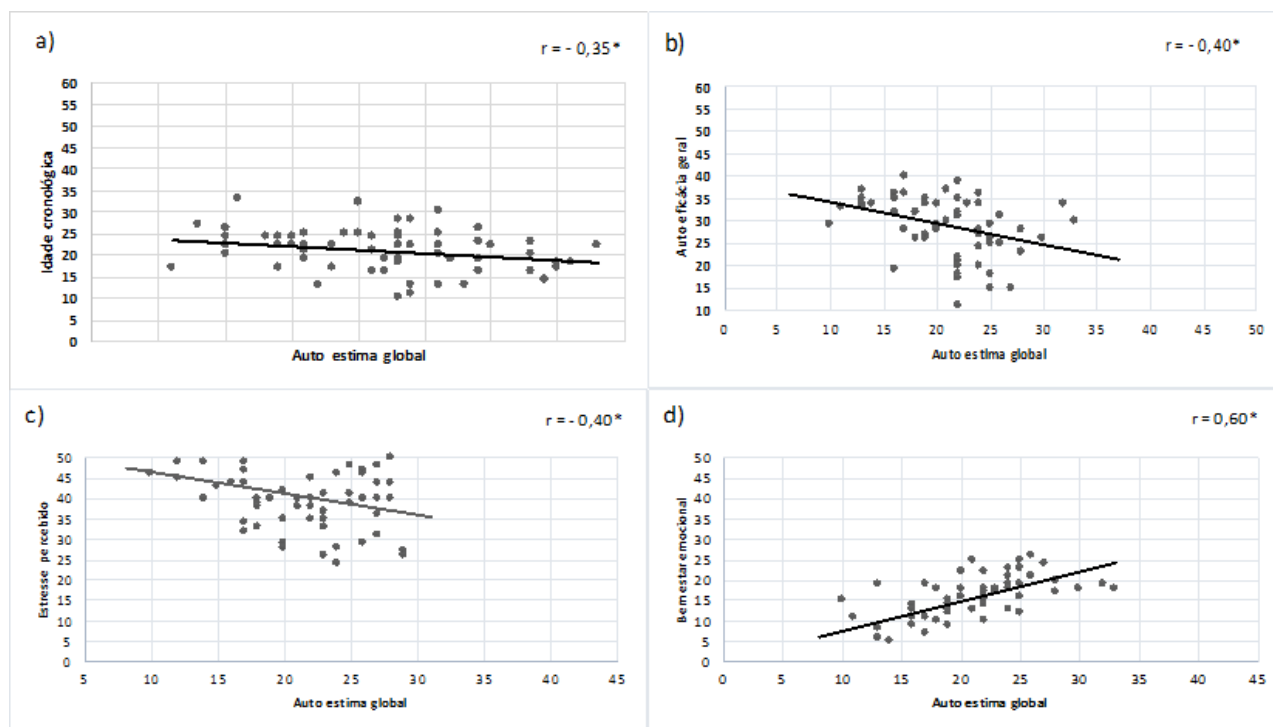 a)
r = - 0,35*
60
55
50
45
40
35
30
25
20
15
10
5
0
Idade cronológica
Auto estima global
b)
r = -0,40*
60
55
50
45
40
35
30
25
20
15
10
Auto eficácia geral
0 5 10 15 20 25 30 35 40 45 50
Auto estima global
c)
r = - 0,40*
50
45
40
35
30
25
20
15
10
5
0
Estresse percebido
5 10 15 20 25 30 35 40 45
Auto estima global
d)
r = 0,60*
50
45
40
35
30
25
20
15
10
5
0
Bem estar emocional
5 10 15 20 25 30 35 40 45
Auto estima global